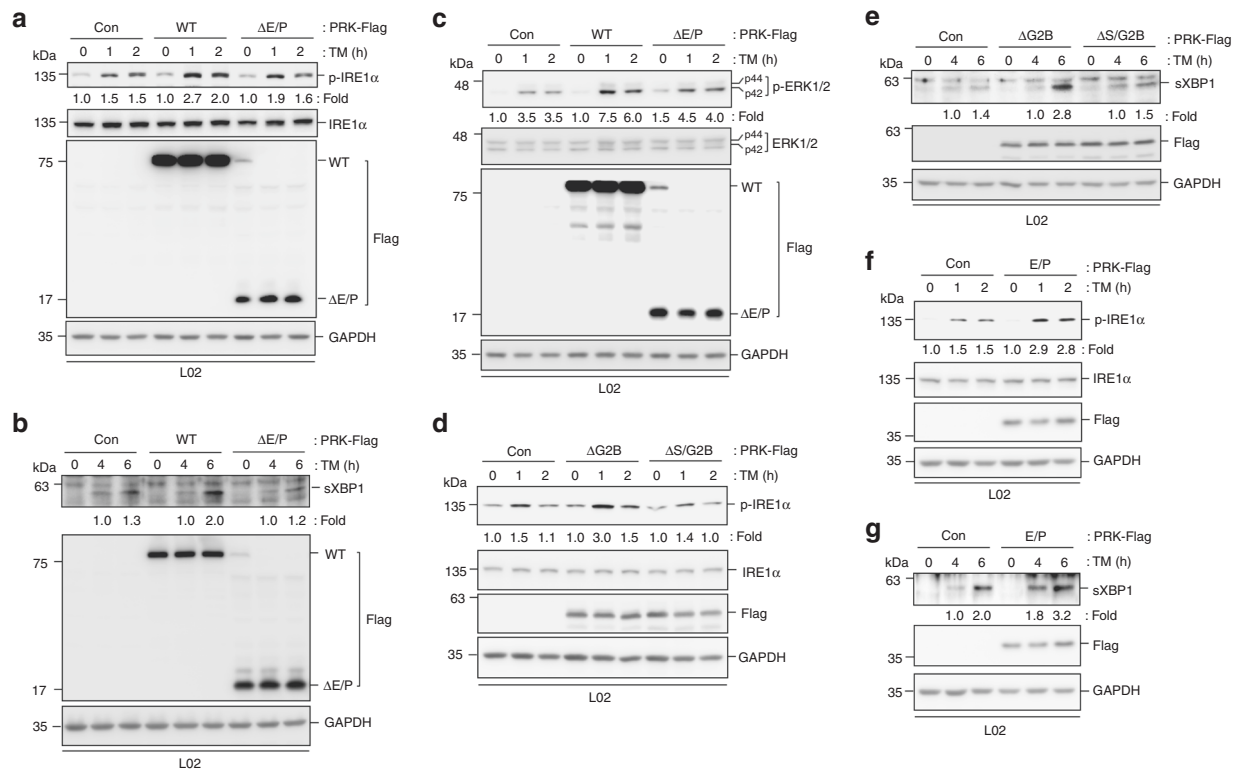 a
Con WT ΔE/P : PRK-Flag
kDa 0 1 2 0 1 2 0 1 2 : TM (h)
135 p-IRE1α
1.0 1.5 1.5 1.0 2.7 2.0 1.0 1.9 1.6 : Fold
135 IRE1α
75 WT
Flag
17 ΔE/P
35 GAPDH
L02
b
Con WT ΔE/P : PRK-Flag
kDa 0 4 6 0 4 6 0 4 6 : TM (h)
63 sXBP1
1.0 1.3 1.0 2.0 1.0 1.2 : Fold
75 WT
Flag
17 ΔE/P
35 GAPDH
L02
c
Con WT ΔE/P : PRK-Flag
kDa 0 1 2 0 1 2 0 1 2 : TM (h)
48 p44 p-ERK1/2
p42
1.0 3.5 3.5 1.0 7.5 6.0 1.5 4.5 4.0 : Fold
48 p44 ERK1/2
p42
75 WT
Flag
17 ΔE/P
35 GAPDH
L02
d
Con ΔG2B ΔS/G2B : PRK-Flag
kDa 0 1 2 0 1 2 0 1 2 : TM (h)
135 p-IRE1α
1.0 1.5 1.1 1.0 3.0 1.5 1.0 1.4 1.0 : Fold
135 IRE1α
63 Flag
35 GAPDH
L02
e
Con ΔG2B ΔS/G2B : PRK-Flag
kDa 0 4 6 0 4 6 0 4 6 : TM (h)
63 sXBP1
1.0 1.4 1.0 2.8 1.0 1.5 : Fold
63 Flag
35 GAPDH
L02
f
Con E/P : PRK-Flag
kDa 0 1 2 0 1 2 : TM (h)
135 p-IRE1α
1.0 1.5 1.5 1.0 2.9 2.8 : Fold
135 IRE1α
Flag
35
35 GAPDH
L02
g
Con E/P : PRK-Flag
kDa 0 4 6 0 4 6 : TM (h)
63 sXBP1
1.0 2.0 1.8 3.2 : Fold
Flag
35
35 GAPDH
L02